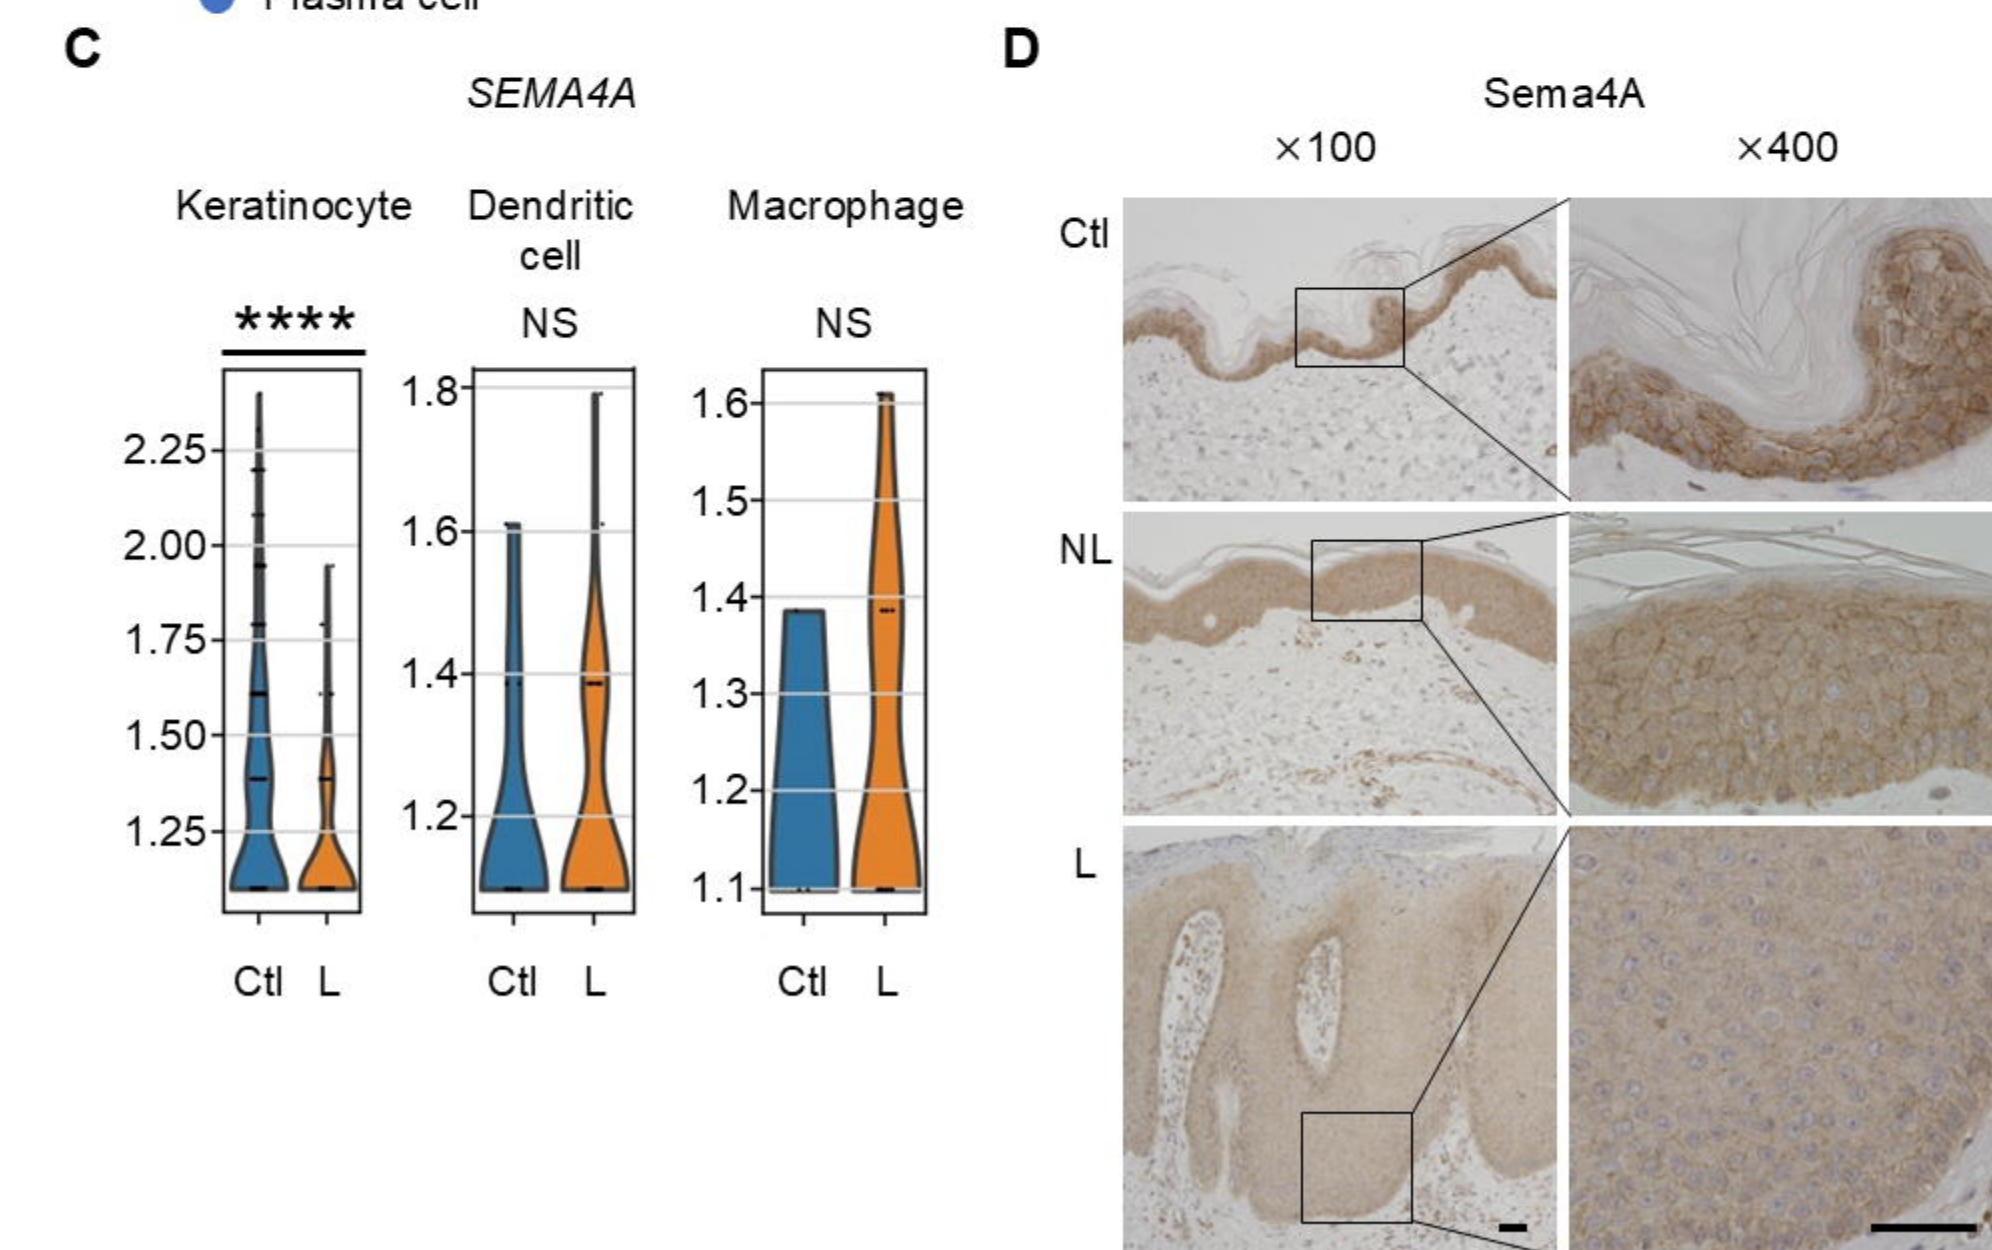 Plasma cell
C
SEMA4A
Keratinocyte
Dendritic
cell
Macrophage
****
NS
NS
2.25
2.00
1.75
1.50
1.25
Ctl L
1.8
1.6
1.4
1.2
Ctl L
1.6
1.5
1.4
1.3
1.2
1.1
Ctl L
D
Sema4A
×100 ×400
Ctl
NL
L